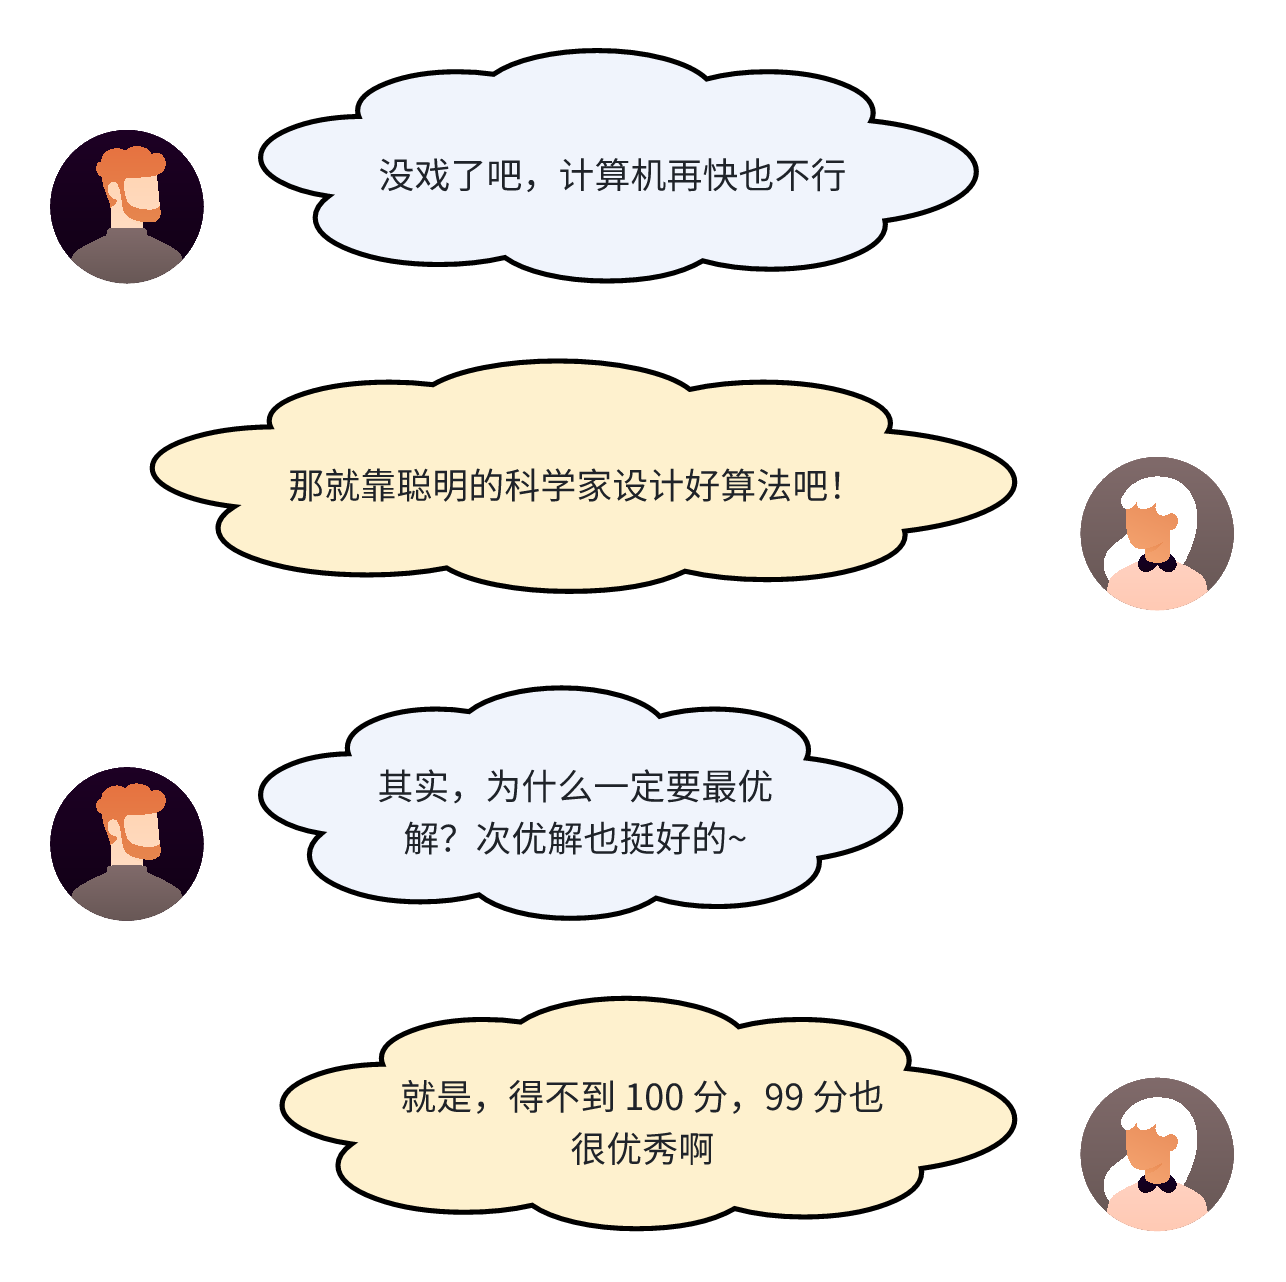 没戏了吧，计算机再快也不行
那就靠聪明的科学家设计好算法吧！
其实，为什么一定要最优
解？次优解也挺好的~
就是，得不到 100 分，99 分也
很优秀啊